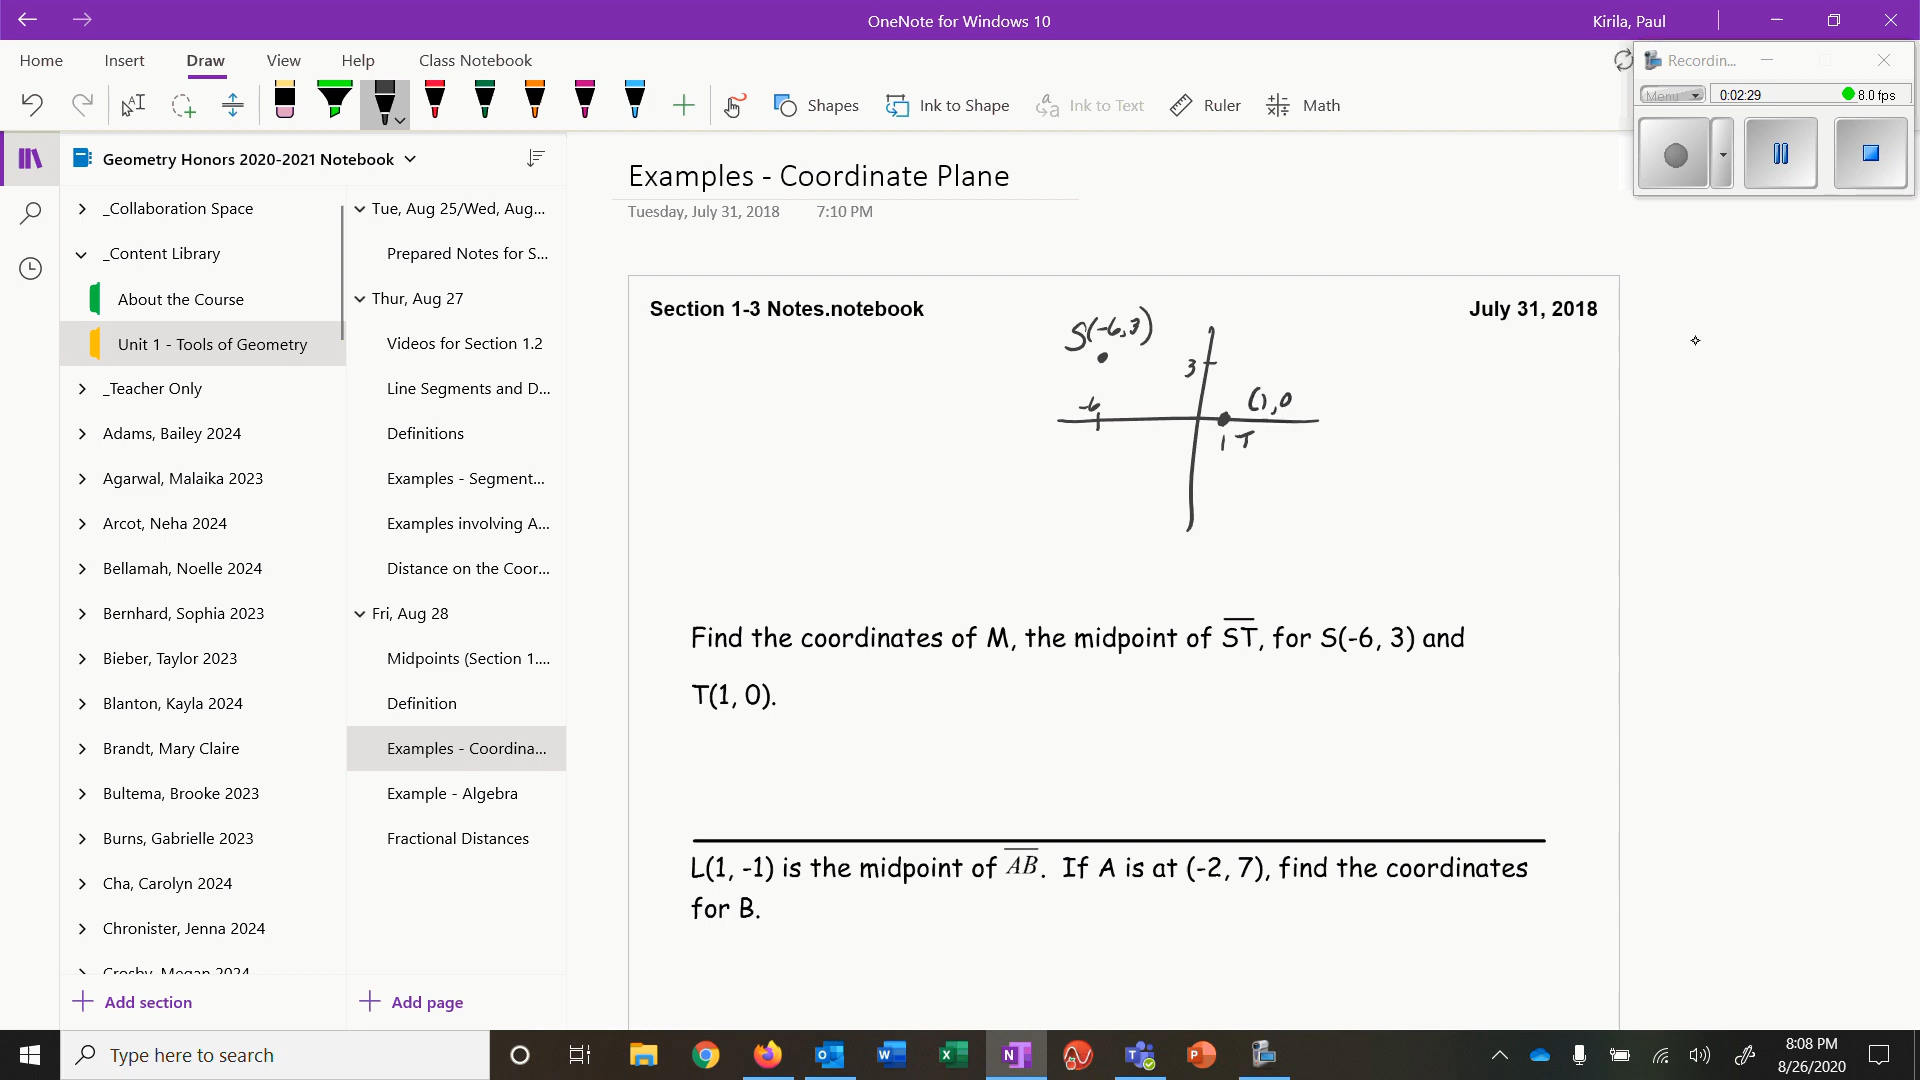 OneNote for Windows 10
Kirila, Paul
Home Insert Draw View Help Class Notebook
Shapes Ink to Shape Ink to Text Ruler Math
Recordin...
Menu 0:02:29 8.0 fps
Geometry Honors 2020-2021 Notebook
_Collaboration Space
_Content Library
About the Course
Unit 1 - Tools of Geometry
_Teacher Only
Adams, Bailey 2024
Agarwal, Malaika 2023
Arcot, Neha 2024
Bellamah, Noelle 2024
Bernhard, Sophia 2023
Bieber, Taylor 2023
Blanton, Kayla 2024
Brandt, Mary Claire
Bultema, Brooke 2023
Burns, Gabrielle 2023
Cha, Carolyn 2024
Chronister, Jenna 2024
Crosby, Megan 2024
Add section
Tue, Aug 25/Wed, Aug...
Prepared Notes for S...
Thur, Aug 27
Videos for Section 1.2
Line Segments and D...
Definitions
Examples - Segment...
Examples involving A...
Distance on the Coor...
Fri, Aug 28
Midpoints (Section 1....
Definition
Examples - Coordina...
Example - Algebra
Fractional Distances
Add page
Examples - Coordinate Plane
Tuesday, July 31, 2018 7:10 PM
Section 1-3 Notes.notebook July 31, 2018
S(-6,3)
3
-6
(1,0
1 T
Find the coordinates of M, the midpoint of ST, for S(-6, 3) and
T(1, 0).
L(1, -1) is the midpoint of AB. If A is at (-2, 7), find the coordinates
for B.
Type here to search
8:08 PM
8/26/2020